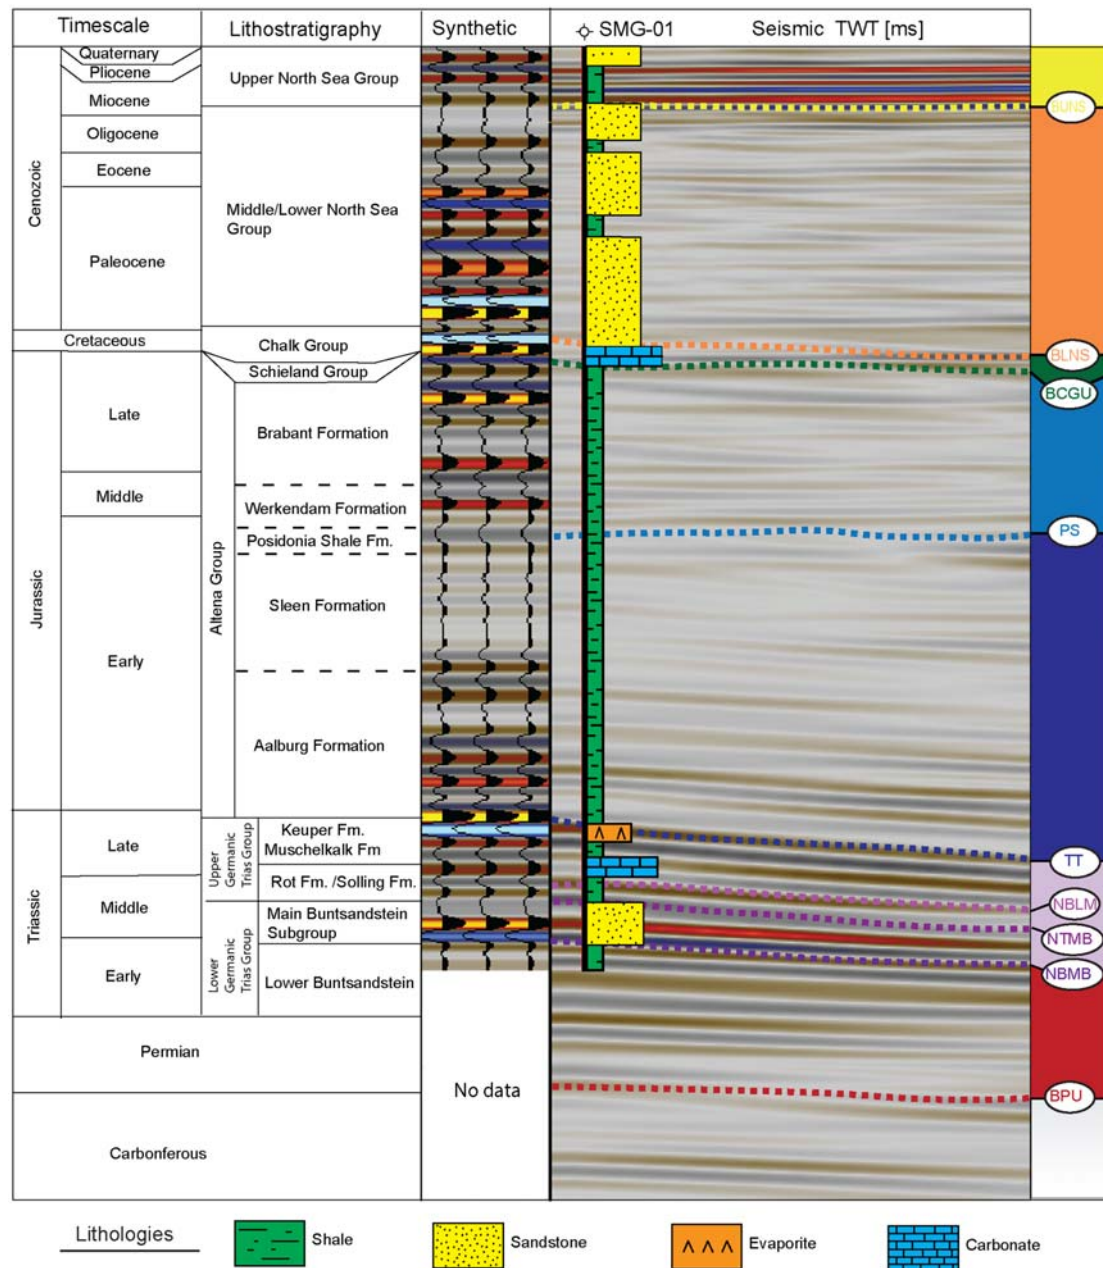 Timescale
Lithostratigraphy
Synthetic
SMG-01
Seismic TWT [ms]
Quaternary
Pliocene
Miocene
Oligocene
Eocene
Paleocene
Cenozoic
Cretaceous
Late
Middle
Early
Jurassic
Late
Middle
Early
Triassic
Permian
Carbonferous
Upper North Sea Group
Middle/Lower North Sea
Group
Chalk Group
Schieland Group
Brabant Formation
Werkendam Formation
Posidonia Shale Fm.
Sleen Formation
Aalburg Formation
Altena Group
Upper
Germanic
Trias Group
Keuper Fm.
Muschelkalk Fm
Rot Fm. /Solling Fm.
Lower
Germanic
Trias Group
Main Buntsandstein
Subgroup
Lower Buntsandstein
No data
BUNS
BLNS
BCGU
PS
TT
NBLM
NTMB
NBMB
BPU
Lithologies
Shale
Sandstone
Evaporite
Carbonate